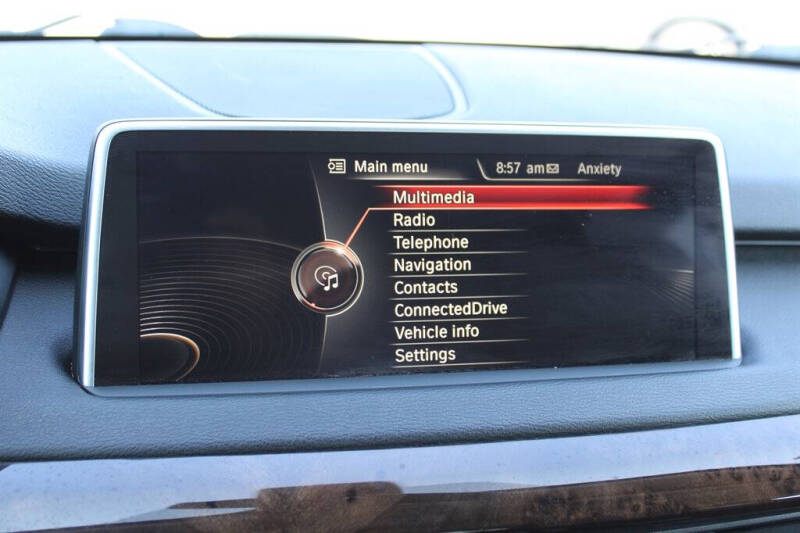 Main menu 8:57 am Anxiety
Multimedia
Radio
Telephone
Navigation
Contacts
ConnectedDrive
Vehicle info
Settings